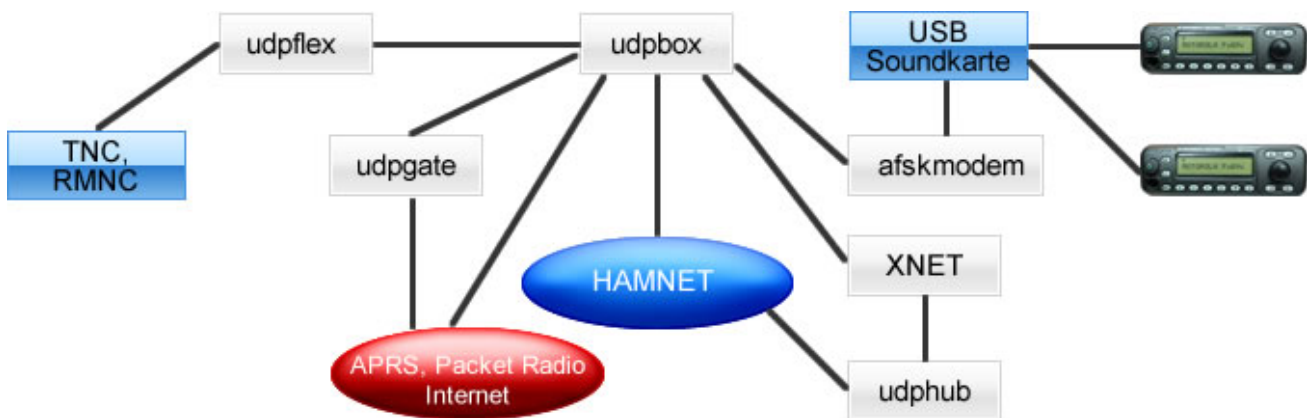 udpflex
udpbox
USB
Soundkarte
TNC,
RMNC
udpgate
afskmodem
HAMNET
XNET
APRS, Packet Radio
Internet
udphub